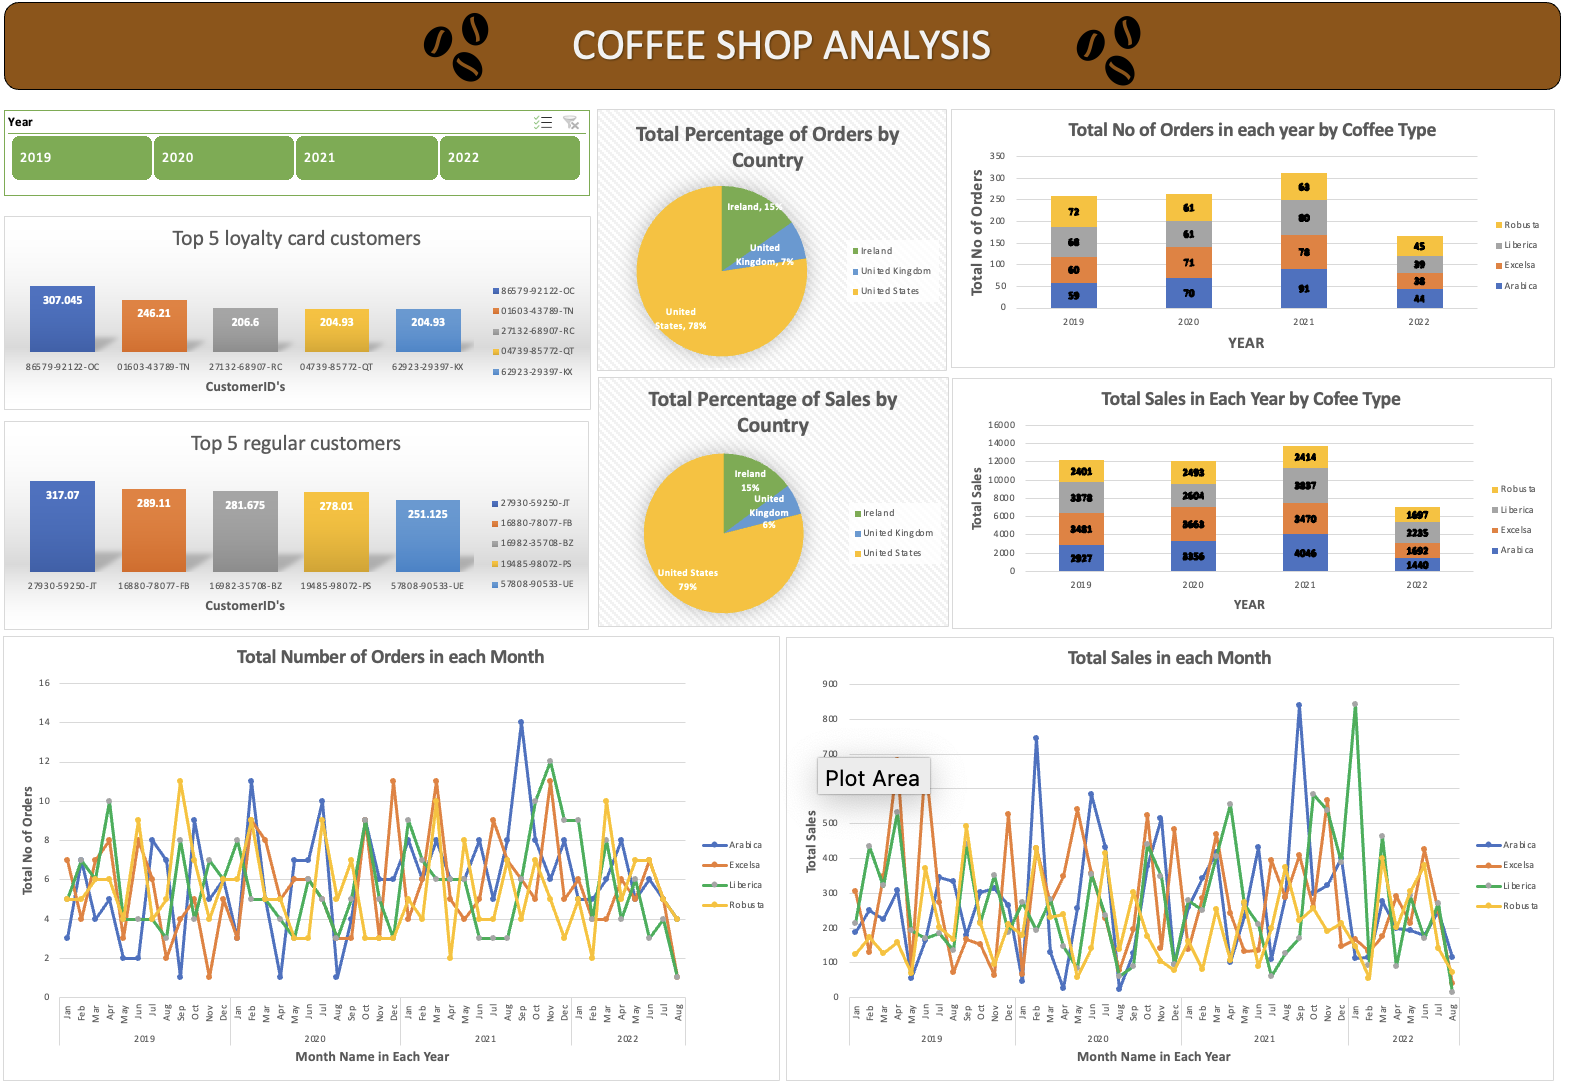 COFFEE SHOP ANALYSIS
Year
2019
2020
2021
2022
Top 5 loyalty card customers
307.045
246.21
206.6
204.93
204.93
86579-92122-OC
01603-43789-TN
27132-68907-RC
04739-85772-QT
62923-29397-KX
CustomerID's
86579-92122-OC
01603-43789-TN
27132-68907-RC
04739-85772-QT
62923-29397-KX
Top 5 regular customers
317.07
289.11
281.675
278.01
251.125
27930-59250-JT
16880-78077-FB
16982-35708-BZ
19485-98072-PS
57808-90533-UE
CustomerID's
27930-59250-JT
16880-78077-FB
16982-35708-BZ
19485-98072-PS
57808-90533-UE
Total Percentage of Orders by
Country
Ireland, 15%
United
Kingdom, 7%
United
States, 78%
Ireland
United Kingdom
United States
Total Percentage of Sales by
Country
Ireland
15%
United
Kingdom
6%
United States
79%
Ireland
United Kingdom
United States
Total No of Orders in each year by Coffee Type
Total No of Orders
350
300
250
200
150
100
50
0
72
68
60
59
61
61
71
70
63
80
78
91
45
39
38
44
2019
2020
2021
2022
YEAR
Robusta
Liberica
Excelsa
Arabica
Total Sales in Each Year by Cofee Type
Total Sales
16000
14000
12000
10000
8000
6000
4000
2000
0
2401
3378
3481
2927
2493
2604
3663
3356
2414
3837
3470
4046
1697
2235
1692
1440
2019
2020
2021
2022
YEAR
Robusta
Liberica
Excelsa
Arabica
Total Number of Orders in each Month
Total No of Orders
16
14
12
10
8
6
4
2
0
Jan
Feb
Mar
Apr
May
Jun
Jul
Aug
Sep
Oct
Nov
Dec
Jan
Feb
Mar
Apr
May
Jun
Jul
Aug
Sep
Oct
Nov
Dec
Jan
Feb
Mar
Apr
May
Jun
Jul
Aug
Sep
Oct
Nov
Dec
Jan
Feb
Mar
Apr
May
Jun
Jul
Aug
2019
2020
2021
2022
Month Name in Each Year
Arabica
Excelsa
Liberica
Robusta
Total Sales in each Month
Total Sales
900
800
700
Plot Area
500
400
300
200
100
0
Jan
Feb
Mar
Apr
May
Jun
Jul
Aug
Sep
Oct
Nov
Dec
Jan
Feb
Mar
Apr
May
Jun
Jul
Aug
Sep
Oct
Nov
Dec
Jan
Feb
Mar
Apr
May
Jun
Jul
Aug
Sep
Oct
Nov
Dec
Jan
Feb
Mar
Apr
May
Jun
Jul
Aug
2019
2020
2021
2022
Month Name in Each Year
Arabica
Excelsa
Liberica
Robusta